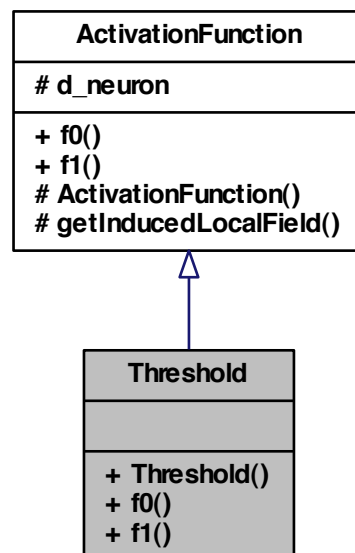 ActivationFunction
# d_neuron
+ f0()
+ f1()
# ActivationFunction()
# getInducedLocalField()
Threshold
+ Threshold()
+ f0()
+ f1()